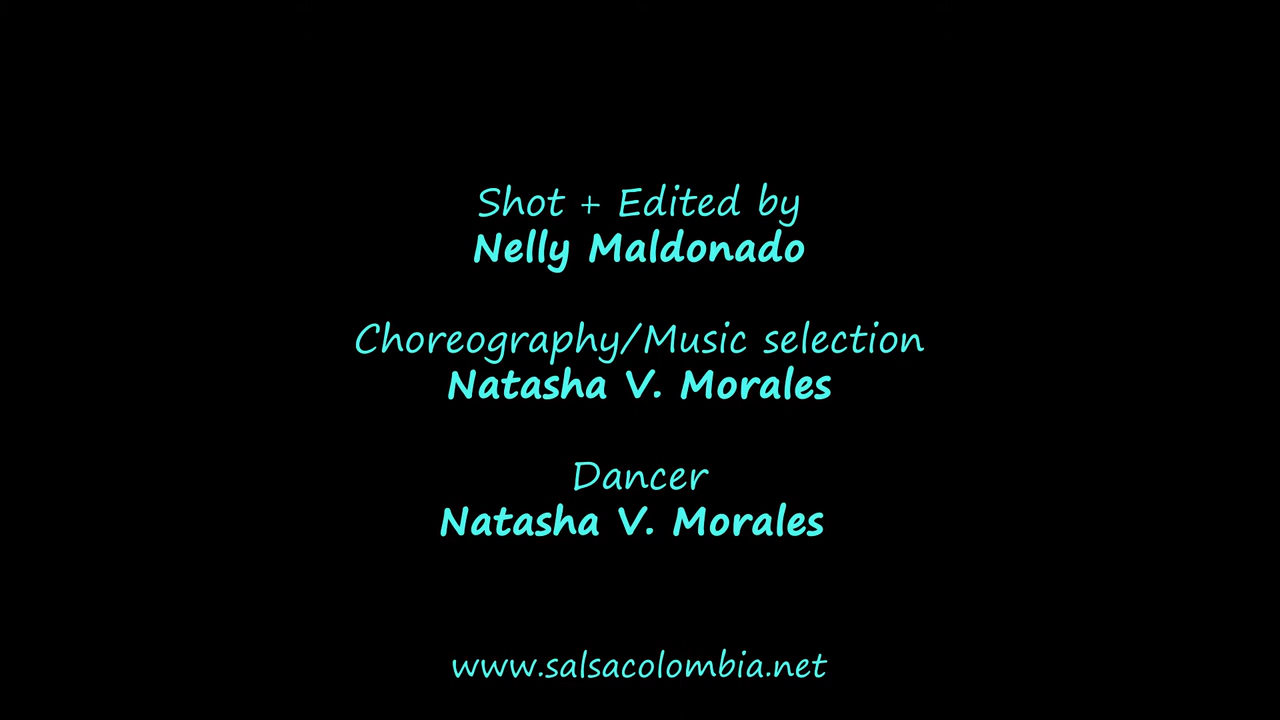 Shot + Edited by
Nelly Maldonado
Choreography/Music selection
Natasha V. Morales
Dancer
Natasha V. Morales
www.salsacolombia.net